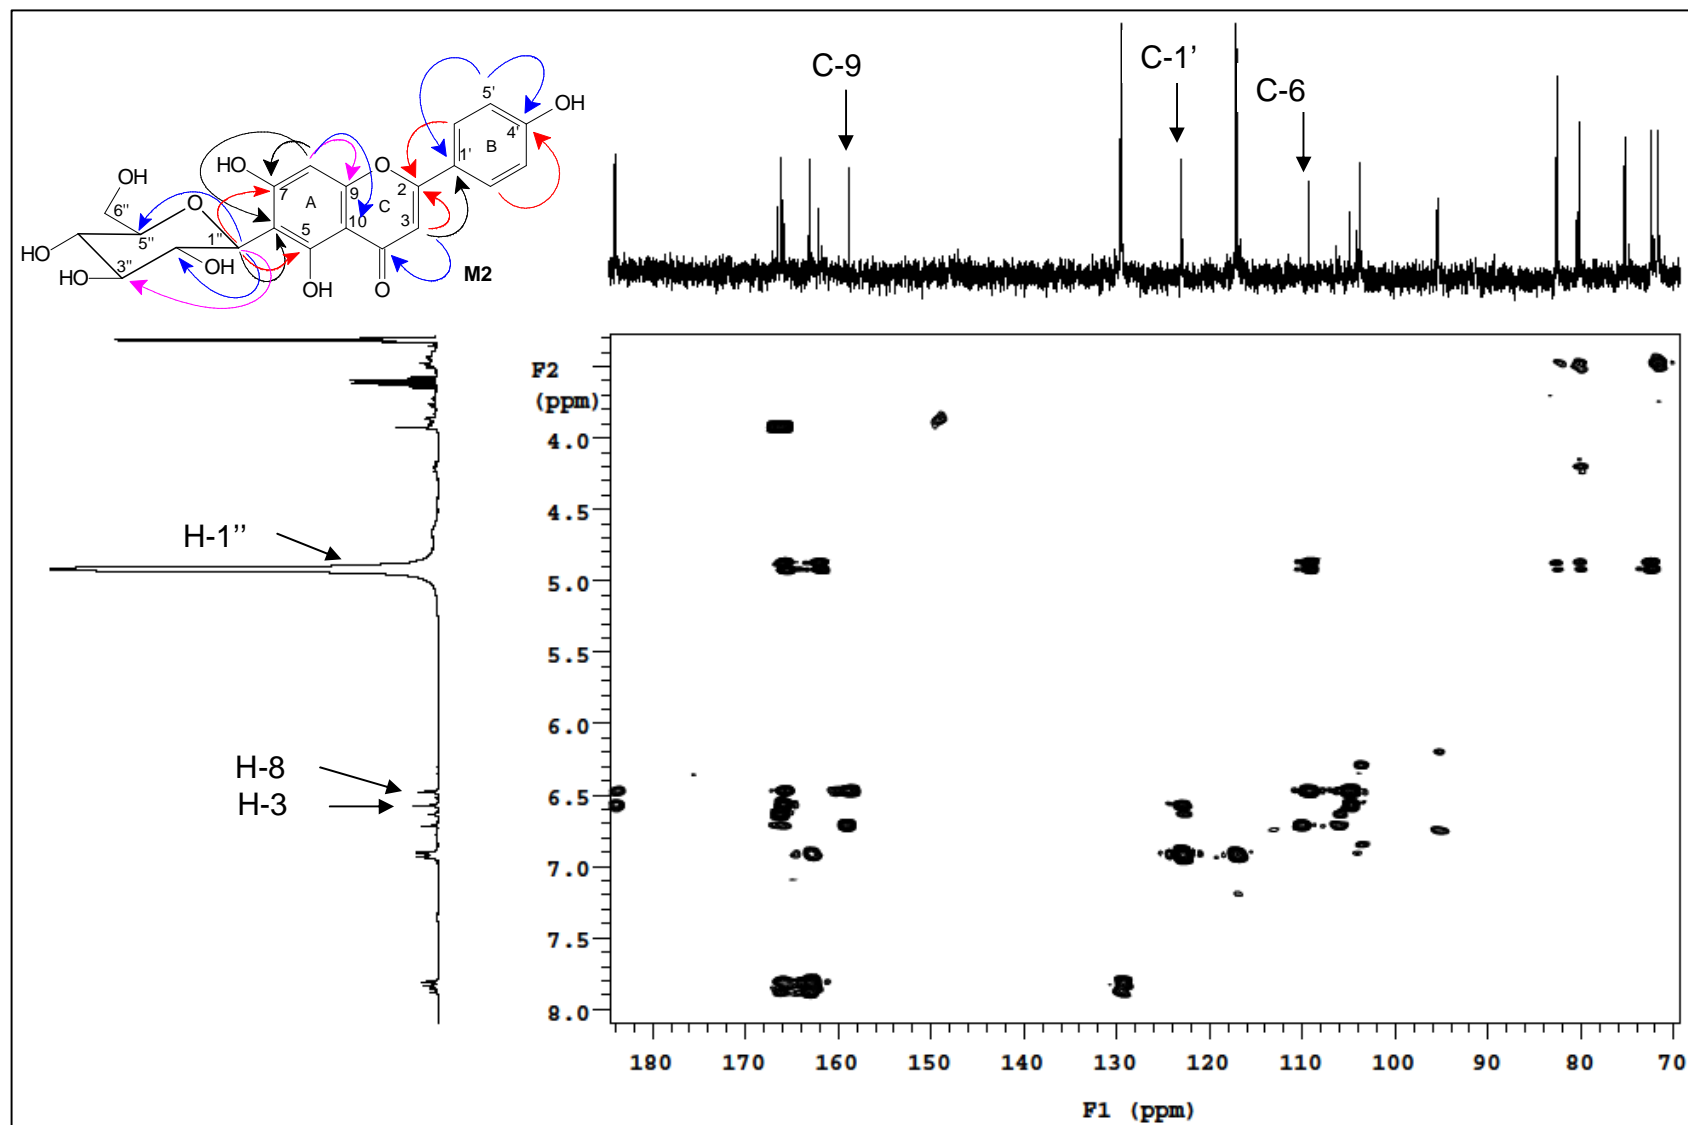 C-9
C-1’
C-6
5'
OH
4'
B
1'
HO
O
OH
7
9
2
A
C
6''
O
5
10
3
HO
5''
1''
OH
HO
3''
OH
O
M2
F2
(ppm)
4.0
4.5
H-1’’
5.0
5.5
6.0
H-8
6.5
H-3
7.0
7.5
8.0
180 170 160 150 140 130 120 110 100 90 80 70
F1 (ppm)